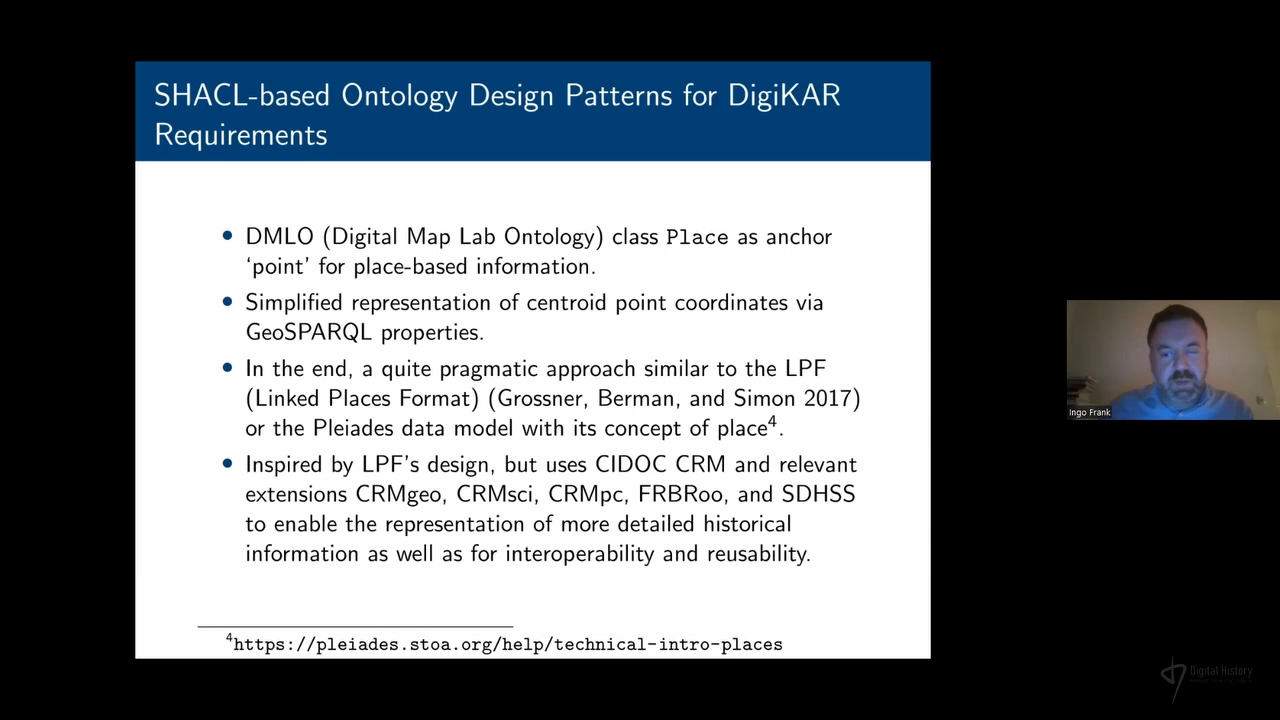 SHACL-based Ontology Design Patterns for DigiKAR
Requirements
• DMLO (Digital Map Lab Ontology) class Place as anchor
‘point’ for place-based information.
• Simplified representation of centroid point coordinates via
GeoSPARQL properties.
• In the end, a quite pragmatic approach similar to the LPF
(Linked Places Format) (Grossner, Berman, and Simon 2017)
or the Pleiades data model with its concept of place4.
• Inspired by LPF’s design, but uses CIDOC CRM and relevant
extensions CRMgeo, CRMsci, CRMpc, FRBRoo, and SDHSS
to enable the representation of more detailed historical
information as well as for interoperability and reusability.
4https://pleiades.stoa.org/help/technical-intro-places
Ingo Frank
Digital History